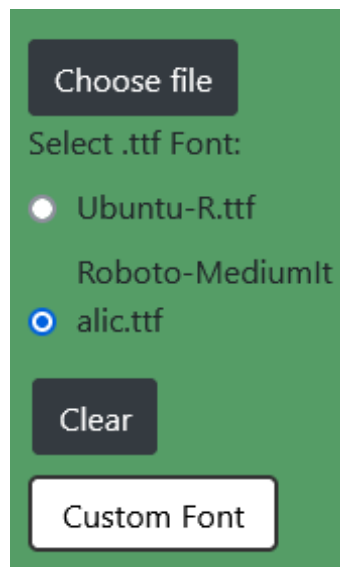 Choose file
Select .ttf Font:
Ubuntu-R.ttf
Roboto-MediumIt
alic.ttf
Clear
Custom Font